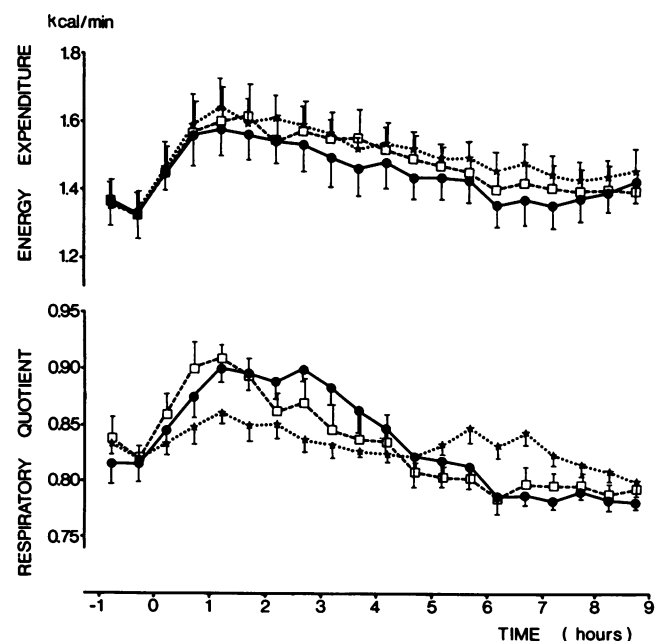 kcal/min
ENERGY EXPENDITURE
1.8
1.6
1.4
1.2
RESPIRATORY QUOTIENT
0.95
0.90
0.85
0.80
0.75
-1 0 1 2 3 4 5 6 7 8 9
TIME (hours)